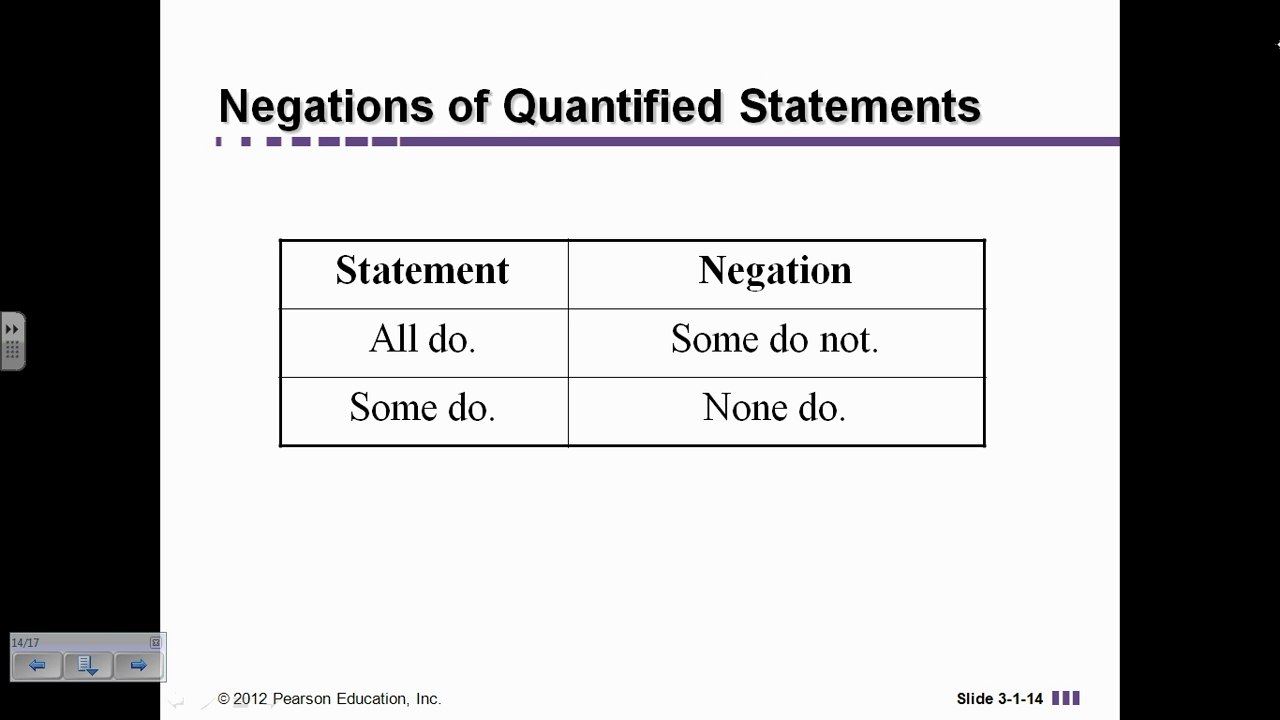 Negations of Quantified Statements
Statement Negation
All do. Some do not.
Some do. None do.
14/17
© 2012 Pearson Education, Inc. Slide 3-1-14